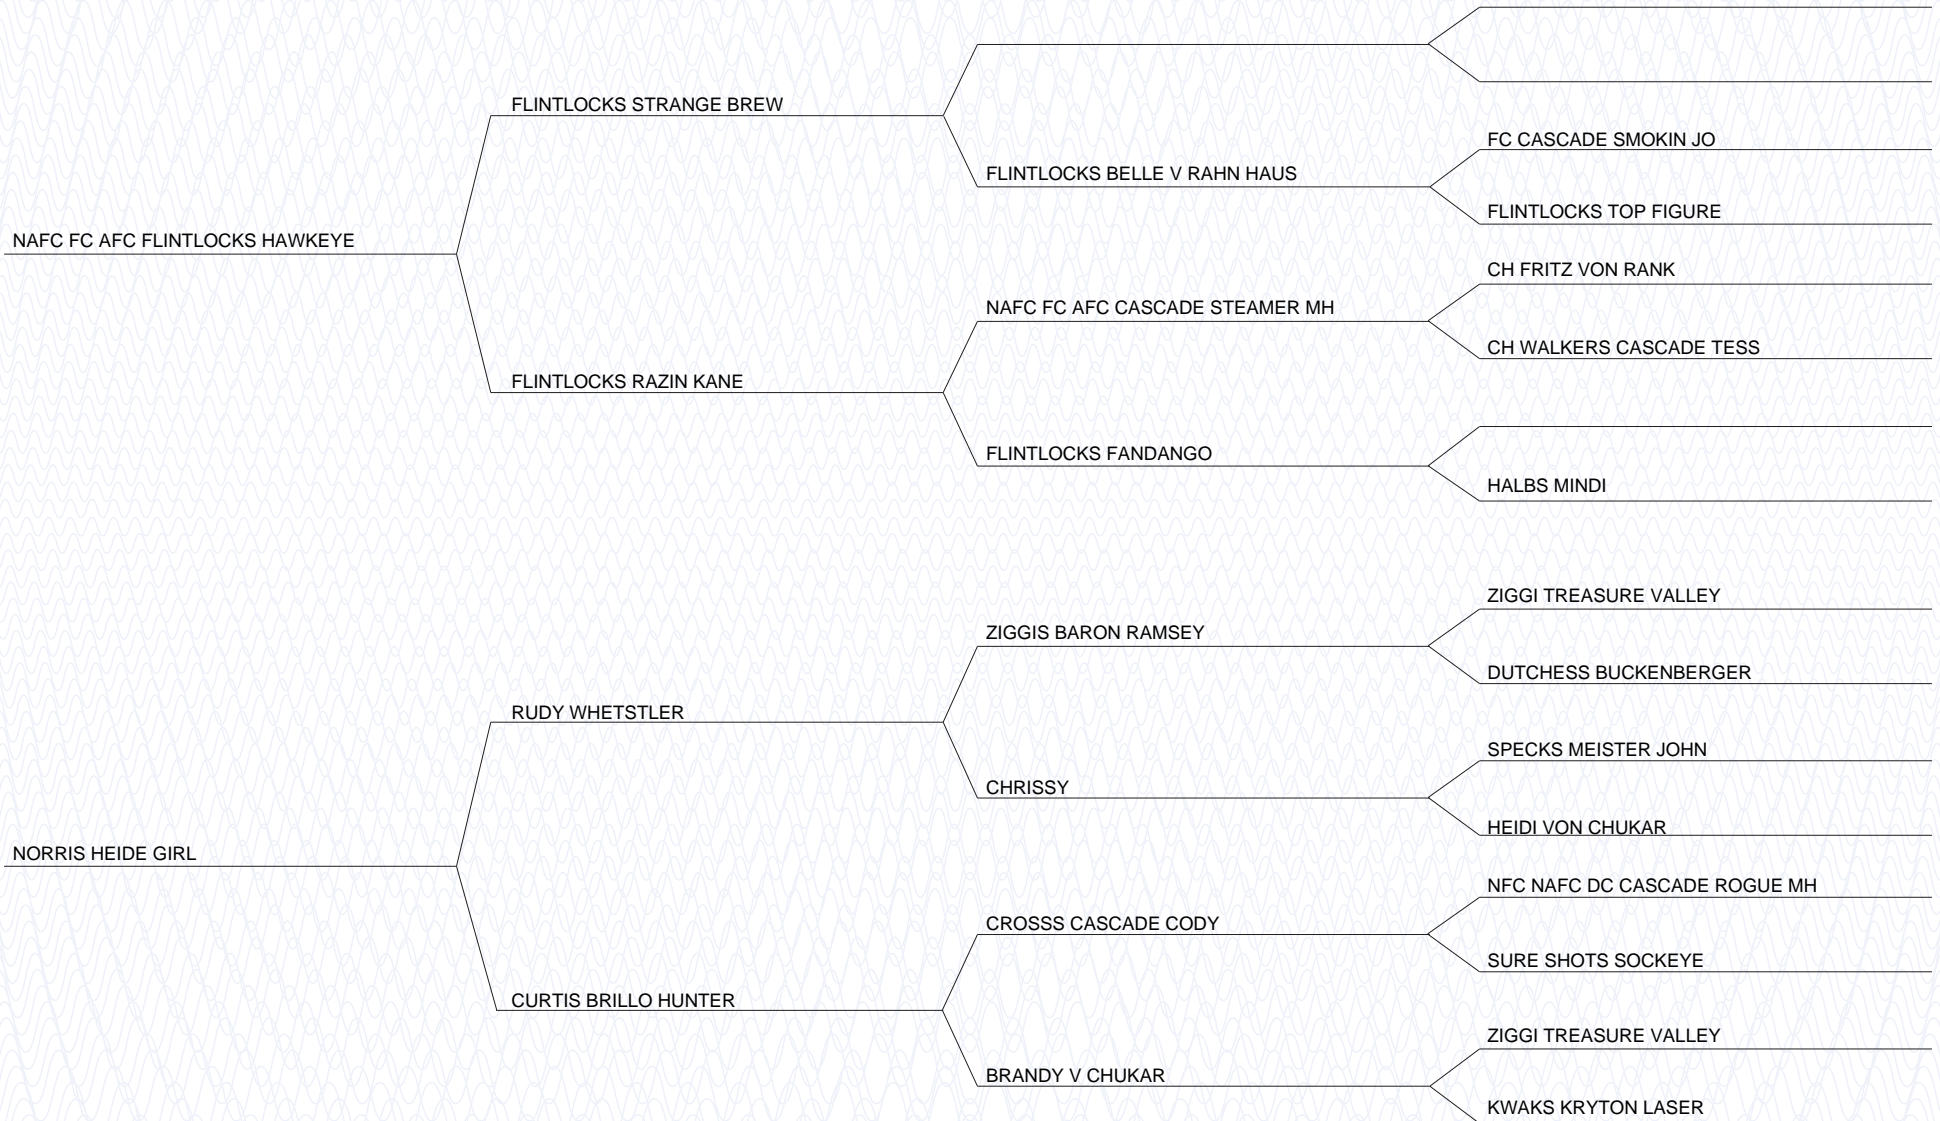 FLINTLOCKS STRANGE BREW
FC CASCADE SMOKIN JO
FLINTLOCKS BELLE V RAHN HAUS
FLINTLOCKS TOP FIGURE
NAFC FC AFC FLINTLOCKS HAWKEYE
CH FRITZ VON RANK
NAFC FC AFC CASCADE STEAMER MH
CH WALKERS CASCADE TESS
FLINTLOCKS RAZIN KANE
FLINTLOCKS FANDANGO
HALBS MINDI
ZIGGI TREASURE VALLEY
ZIGGIS BARON RAMSEY
DUTCHESS BUCKENBERGER
RUDY WHETSTLER
SPECKS MEISTER JOHN
CHRISSY
HEIDI VON CHUKAR
NORRIS HEIDE GIRL
NFC NAFC DC CASCADE ROGUE MH
CROSSS CASCADE CODY
SURE SHOTS SOCKEYE
CURTIS BRILLO HUNTER
ZIGGI TREASURE VALLEY
BRANDY V CHUKAR
KWAKS KRYTON LASER